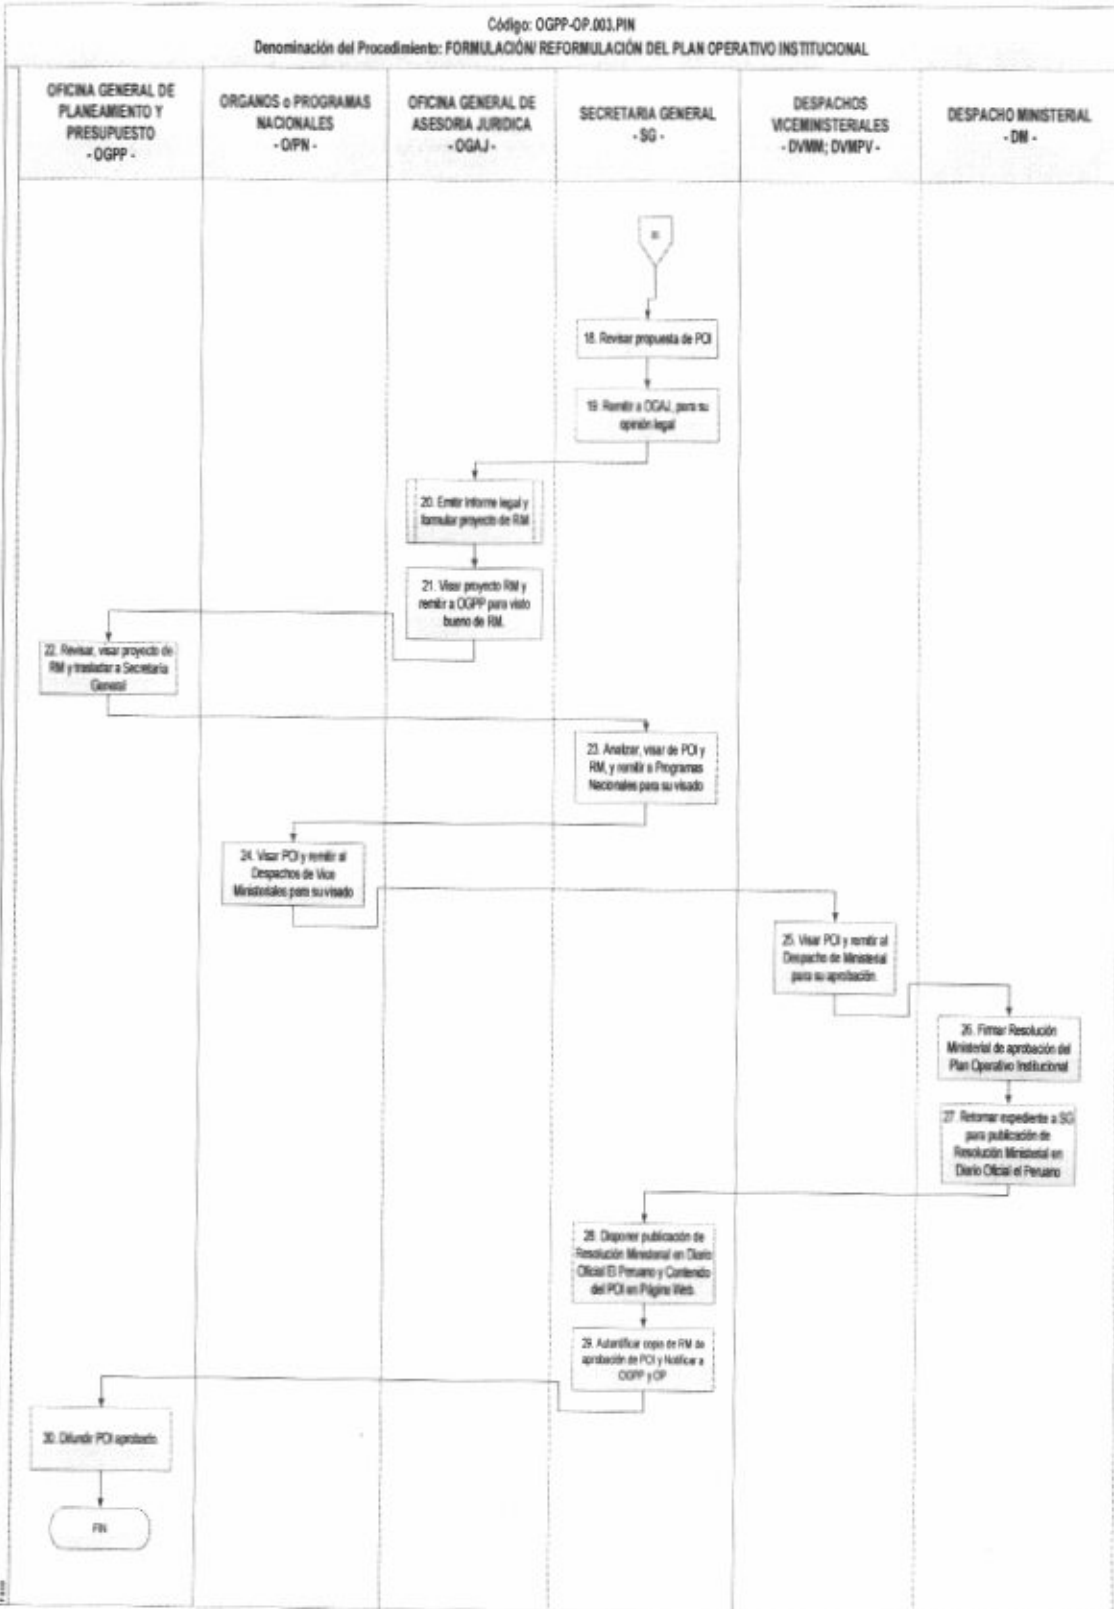 Código: OGPP-OP.003.PIN
Denominación del Procedimiento: FORMULACIÓN/ REFORMULACIÓN DEL PLAN OPERATIVO INSTITUCIONAL
OFICINA GENERAL DE
PLANEAMIENTO Y
PRESUPUESTO
- OGPP -
ORGANOS o PROGRAMAS
NACIONALES
- O/PN -
OFICINA GENERAL DE
ASESORIA JURIDICA
- OGAJ -
SECRETARIA GENERAL
- SG -
DESPACHOS
VICEMINISTERIALES
- DVMM; DVMPV -
DESPACHO MINISTERIAL
- DM -
18. Revisar propuesta de POI
19. Remitir a OGAJ, para su
opinión legal
20. Emitir Informe legal y
formular proyecto de RM
21. Visar proyecto RM y
remitir a OGPP para visto
bueno de RM.
22. Revisar, visar proyecto de
RM y trasladar a Secretaría
General
23. Analizar, visar de POI y
RM, y remitir a Programas
Nacionales para su visado
24. Visar POI y remitir al
Despachos de Vice
Ministeriales para su visado
25. Visar POI y remitir al
Despacho de Ministerial
para su aprobación.
26. Firmar Resolución
Ministerial de aprobación del
Plan Operativo Institucional
27. Retornar expediente a SG
para publicación de
Resolución Ministerial en
Diario Oficial el Peruano
28. Disponer publicación de
Resolución Ministerial en Diario
Oficial El Peruano y Contenido
del POI en Página Web.
29. Autentificar copia de RM de
aprobación de POI y Notificar a
OGPP y OP
30. Difundir POI aprobado.
FIN